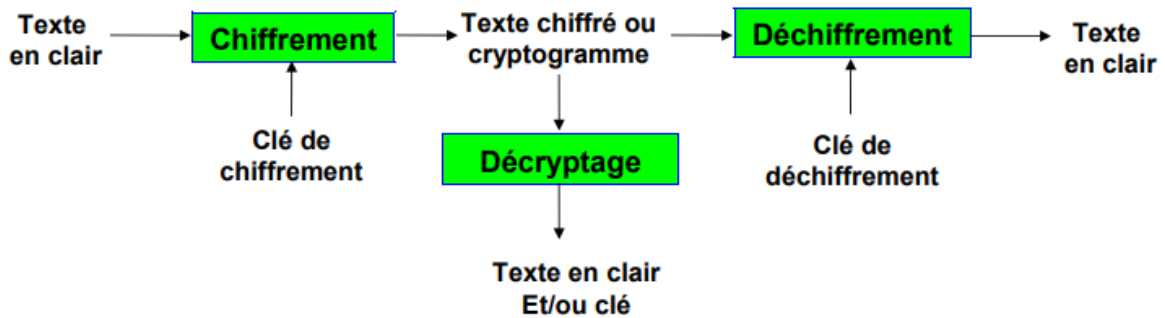 Texte
en clair
Chiffrement
Texte chiffré ou
cryptogramme
Déchiffrement
Texte
en clair
Clé de
chiffrement
Décryptage
Clé de
déchiffrement
Texte en clair
Et/ou clé